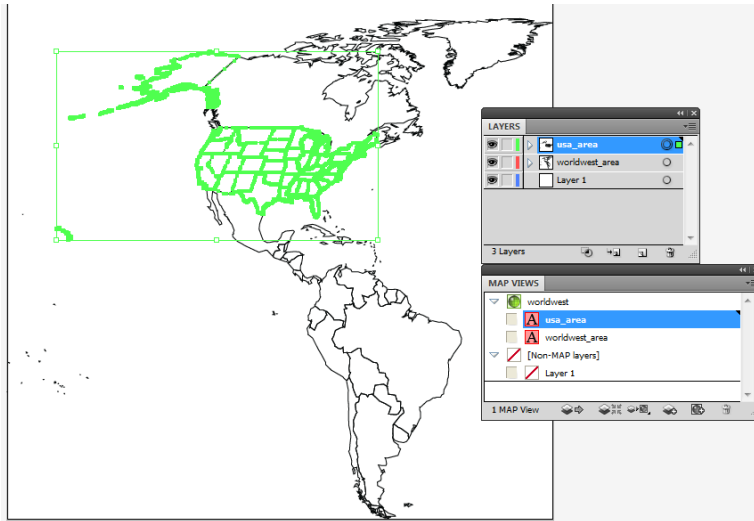 LAYERS
usa_area
worldwest_area
Layer 1
3 Layers
MAP VIEWS
worldwest
A usa_area
A worldwest_area
[Non-MAP layers]
Layer 1
1 MAP View